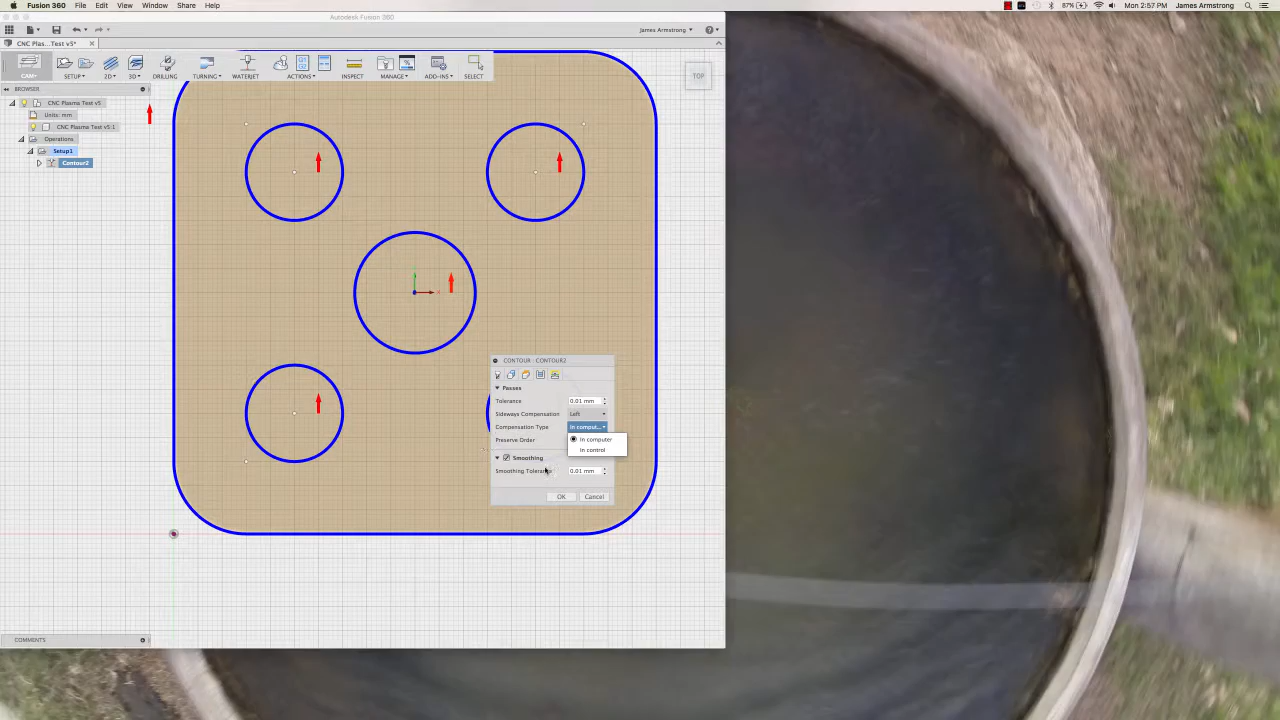 Fusion 360 File Edit View Window Share Help 87% Mon 2:57 PM James Armstrong
Autodesk Fusion 360
James Armstrong
CNC Plas...Test v5*
CAM SETUP 2D 3D DRILLING TURNING WATERJET ACTIONS INSPECT MANAGE ADD-INS SELECT
G1
G2
TOP
BROWSER
CNC Plasma Test v5
Units: mm
CNC Plasma Test v5:1
Operations
Setup1
Contour2
CONTOUR : CONTOUR2
Passes
Tolerance 0.01 mm
Sideways Compensation Left
Compensation Type In comput...
In computer
Preserve Order
In control
Smoothing
Smoothing Tolerance 0.01 mm
OK Cancel
COMMENTS